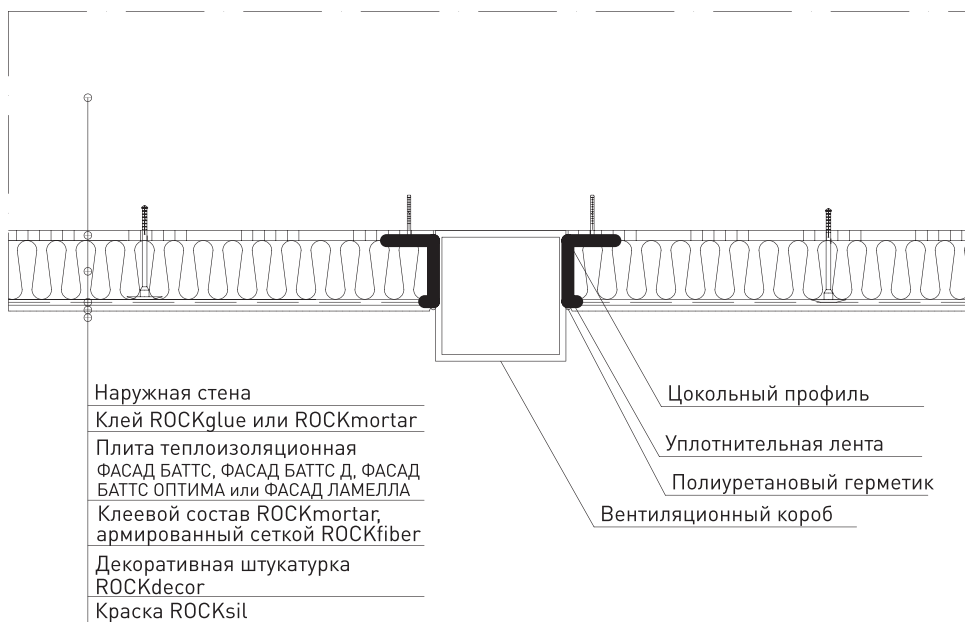 Наружная стена
Клей ROCKglue или ROCKmortar
Плита теплоизоляционная
ФАСАД БАТТС, ФАСАД БАТТС Д, ФАСАД
БАТТС ОПТИМА или ФАСАД ЛАМЕЛЛА
Клеевой состав ROCKmortar,
армированный сеткой ROCKfiber
Декоративная штукатурка
ROCKdecor
Краска ROCKsil
Цокольный профиль
Уплотнительная лента
Полиуретановый герметик
Вентиляционный короб